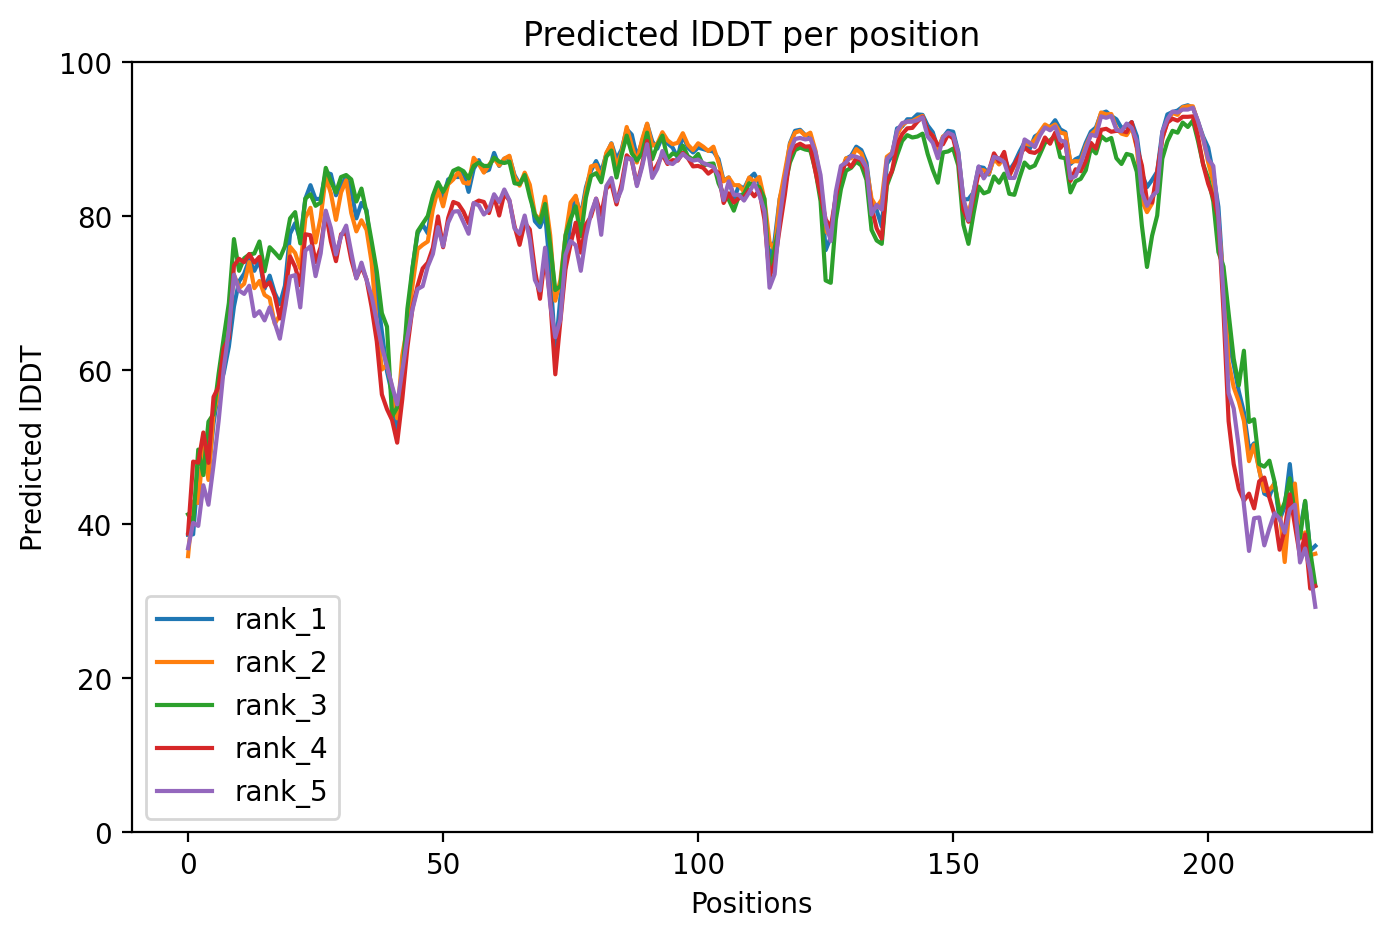 Predicted lDDT per position
Predicted lDDT
100
80
60
40
20
0
rank_1
rank_2
rank_3
rank_4
rank_5
0 50 100 150 200
Positions